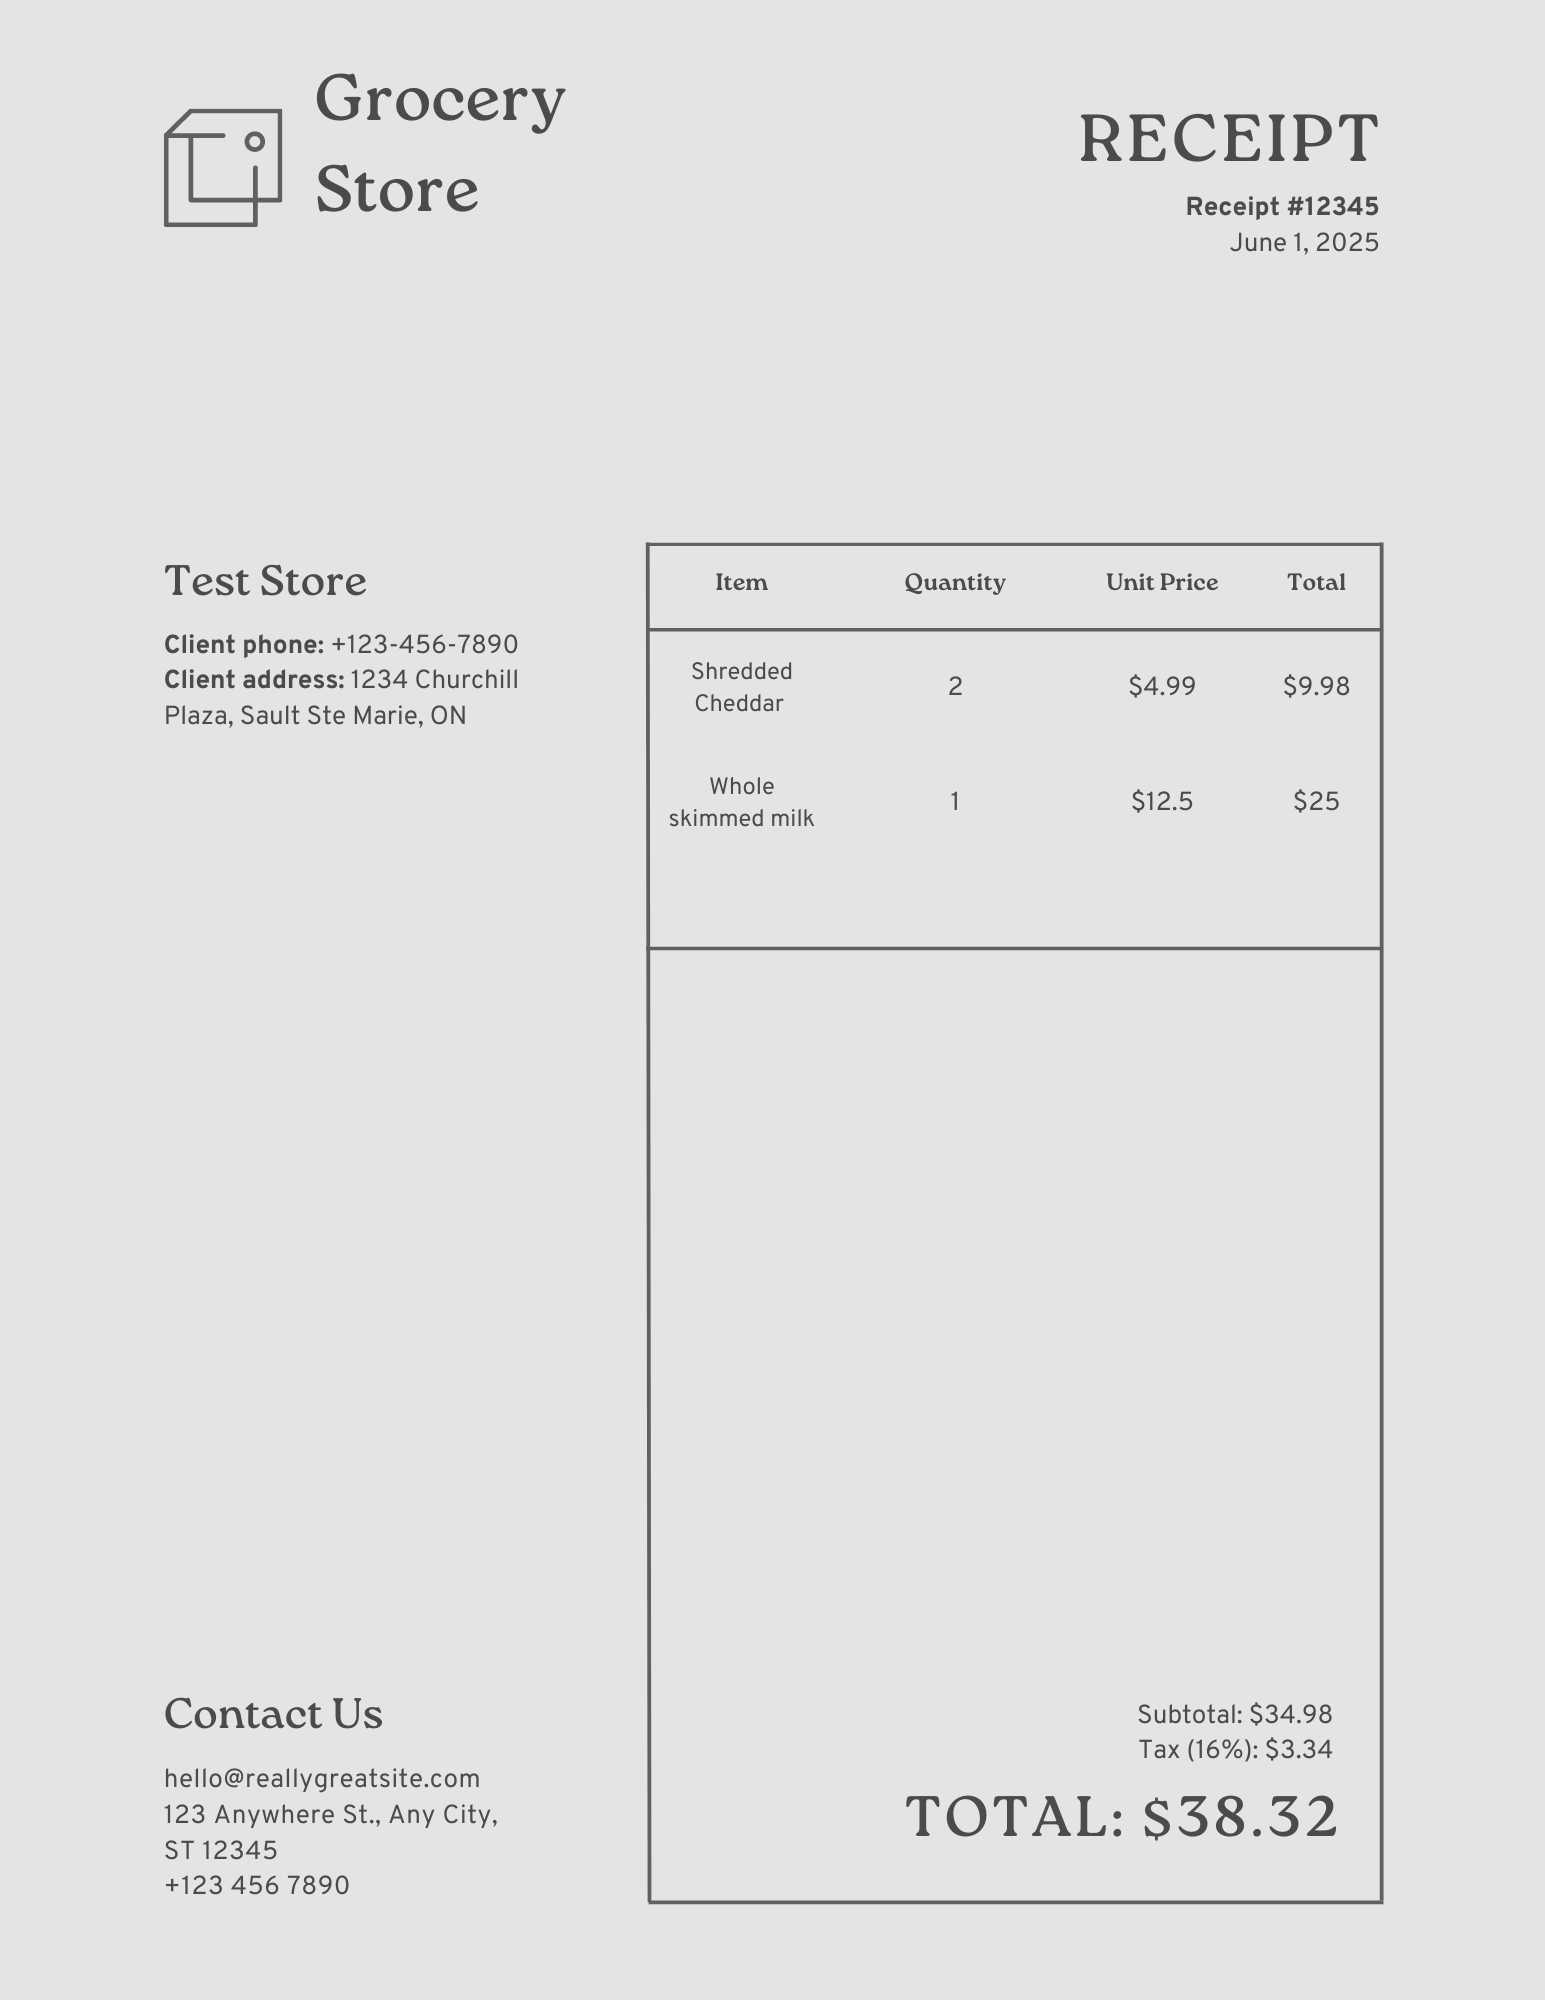 Grocery
Store
RECEIPT
Receipt #12345
June 1, 2025
Test Store
Client phone: +123-456-7890
Client address: 1234 Churchill
Plaza, Sault Ste Marie, ON
Item Quantity Unit Price Total
Shredded
Cheddar
2 $4.99 $9.98
Whole
skimmed milk
1 $12.5 $25
Contact Us
hello@reallygreatsite.com
123 Anywhere St., Any City,
ST 12345
+123 456 7890
Subtotal: $34.98
Tax (16%): $3.34
TOTAL: $38.32